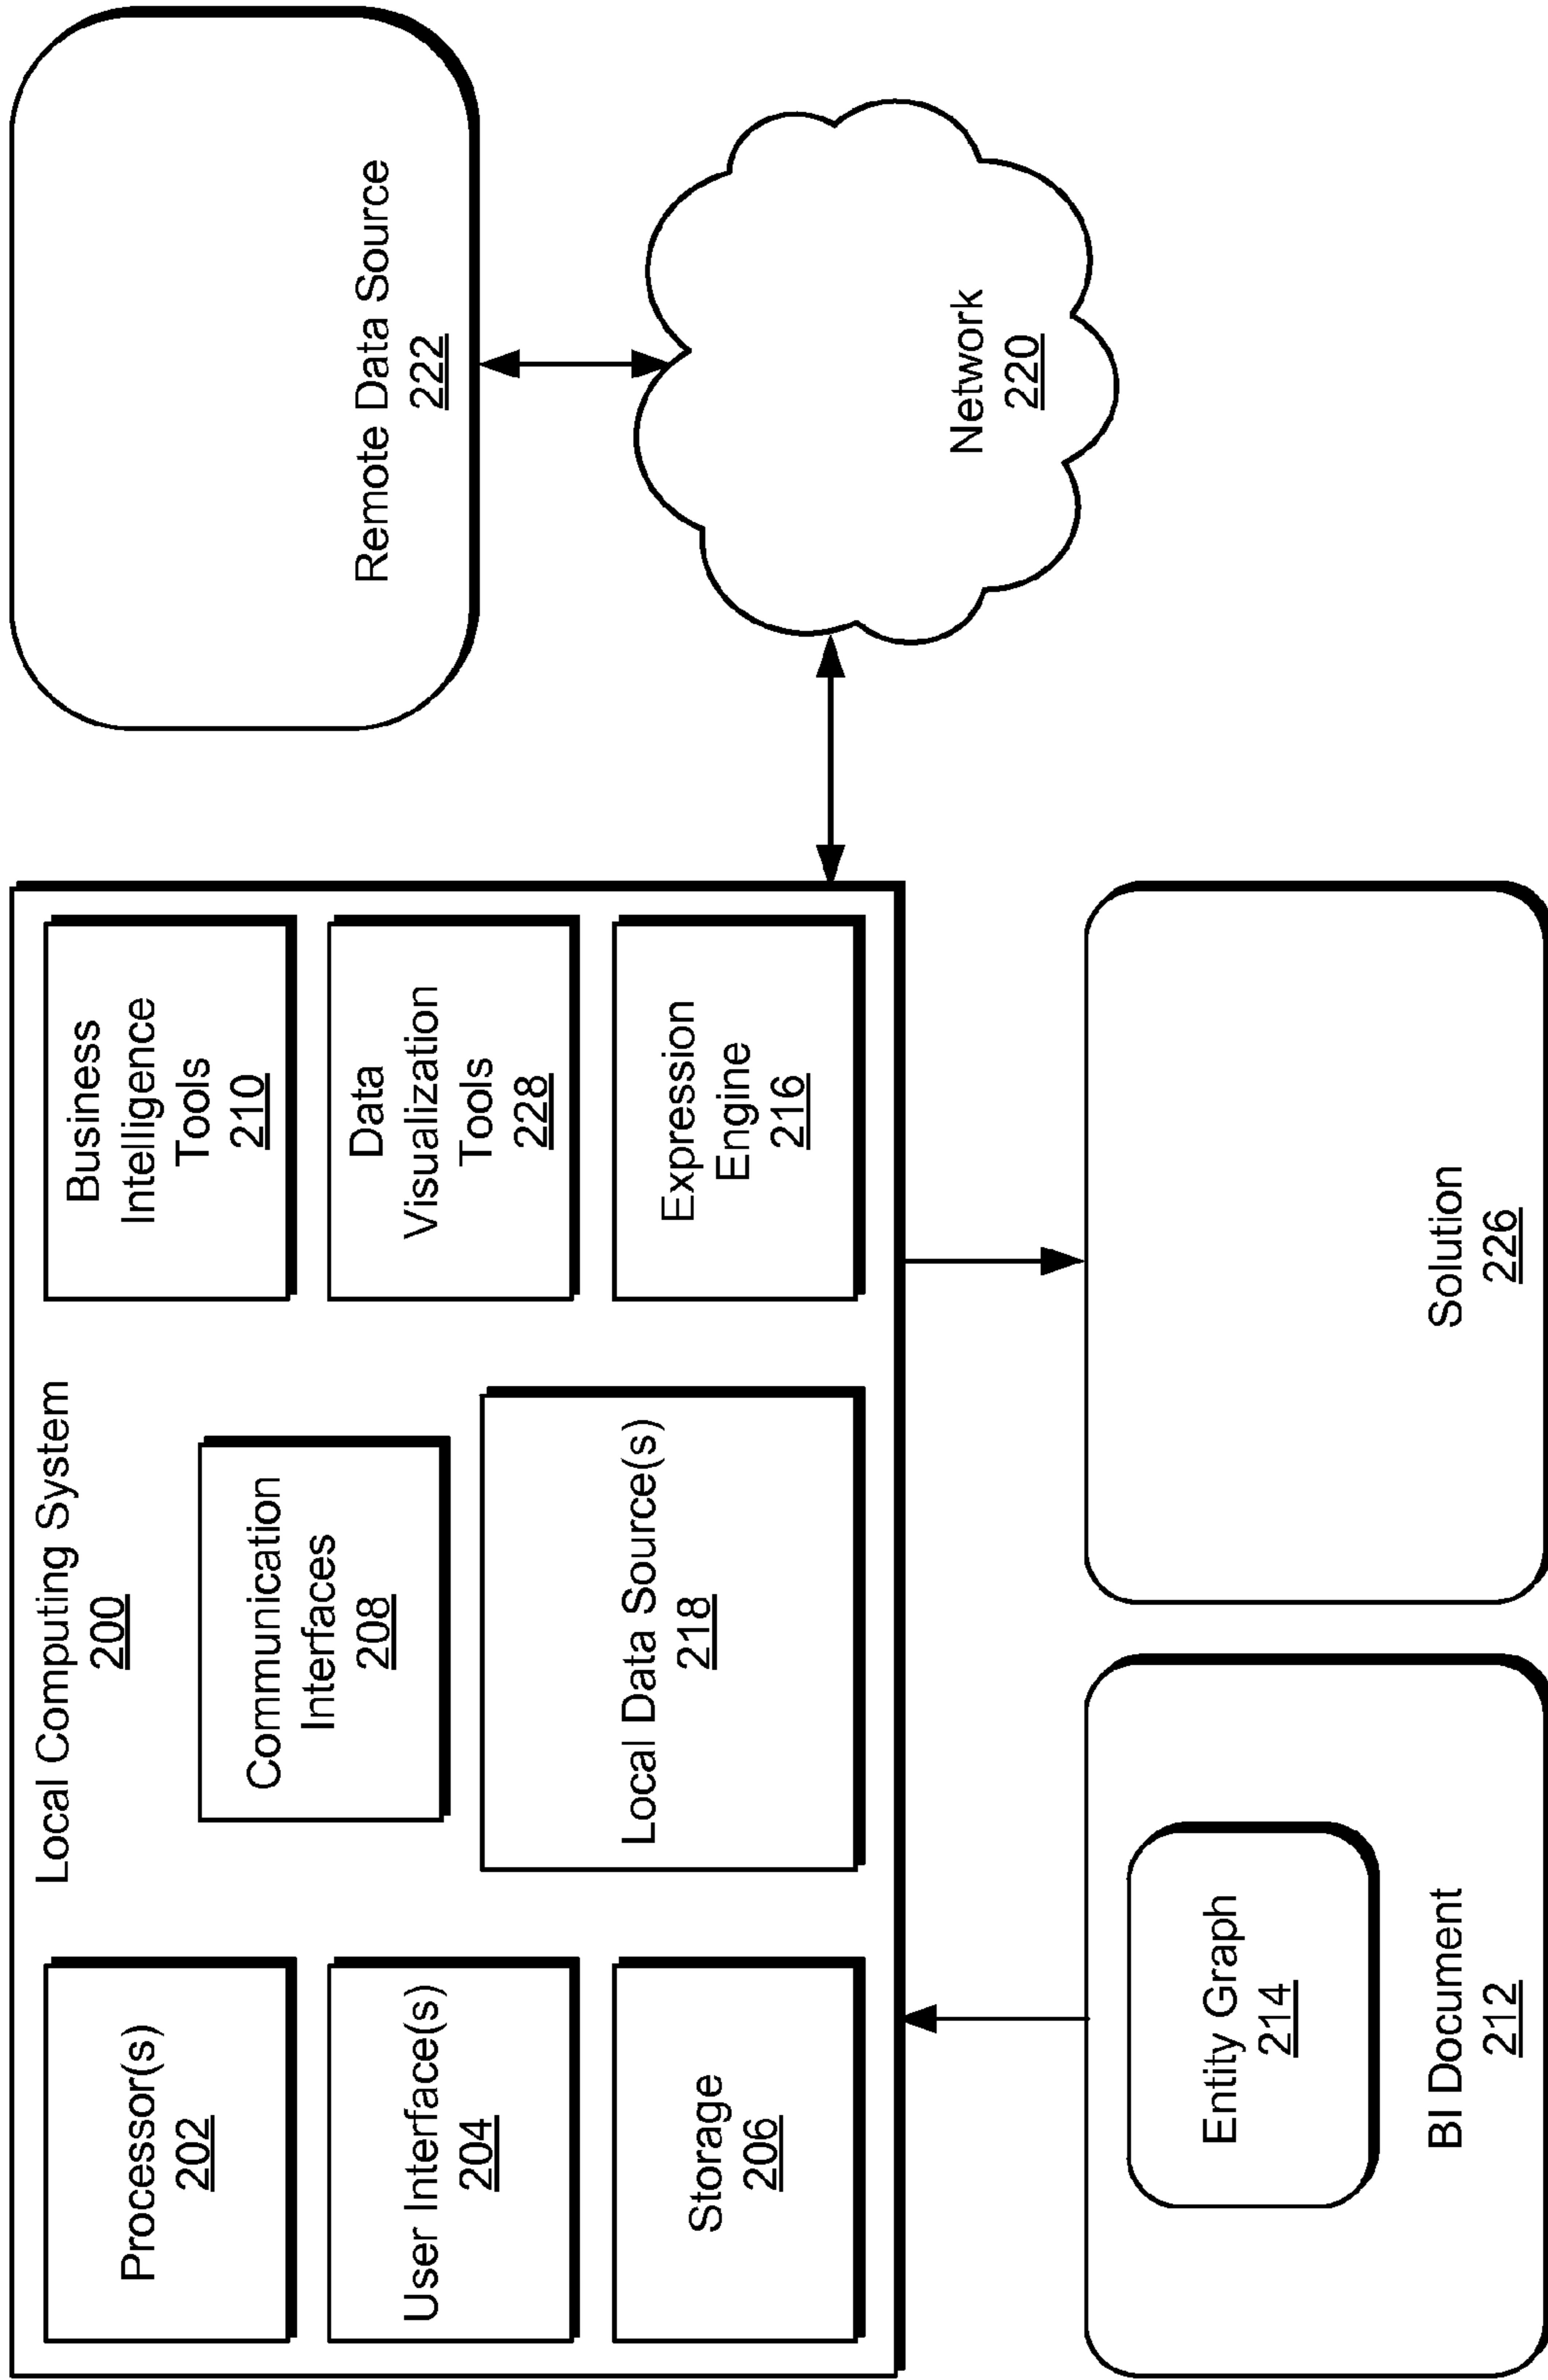 Local Computing System
200
Processor(s)
202
User Interface(s)
204
Storage
206
Communication
Interfaces
208
Local Data Source(s)
218
Business
Intelligence
Tools
210
Data
Visualization
Tools
228
Expression
Engine
216
Remote Data Source
222
Network
220
Entity Graph
214
BI Document
212
Solution
226